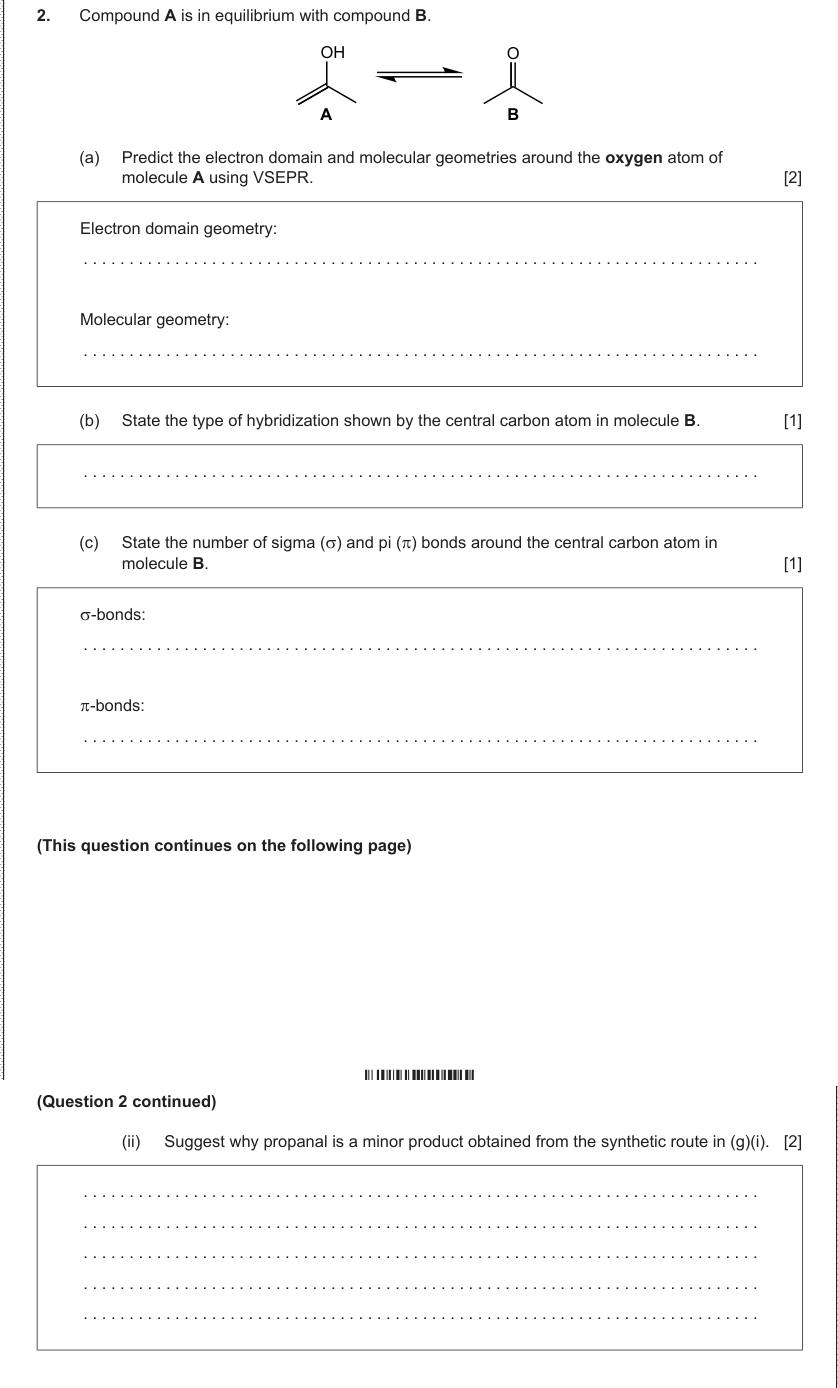 2. Compound A is in equilibrium with compound B.
OH
O
A
B
(a) Predict the electron domain and molecular geometries around the oxygen atom of
molecule A using VSEPR. [2]
Electron domain geometry:
Molecular geometry:
(b) State the type of hybridization shown by the central carbon atom in molecule B. [1]
(c) State the number of sigma (σ) and pi (π) bonds around the central carbon atom in
molecule B. [1]
σ-bonds:
π-bonds:
(This question continues on the following page)
(Question 2 continued)
(ii) Suggest why propanal is a minor product obtained from the synthetic route in (g)(i). [2]